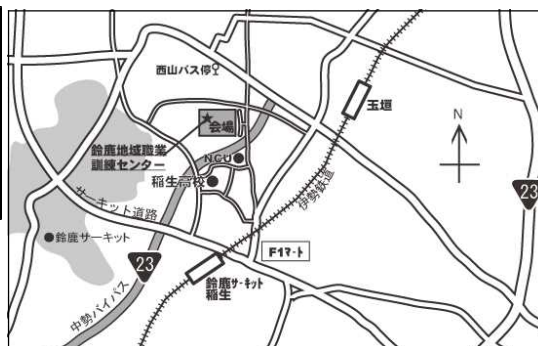 西山バス停
玉垣
会場
N
鈴鹿地域職業
訓練センター
NCU
稲生高校
伊勢鉄道
サーキット道路
23
鈴鹿サーキット
F1マート
23
鈴鹿サーキット
稲生
中勢バイパス